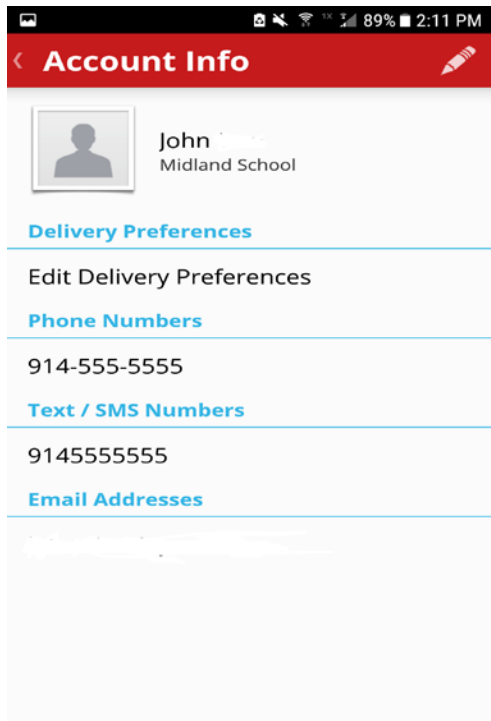 1X 89% 2:11 PM
Account Info
John
Midland School
Delivery Preferences
Edit Delivery Preferences
Phone Numbers
914-555-5555
Text / SMS Numbers
9145555555
Email Addresses